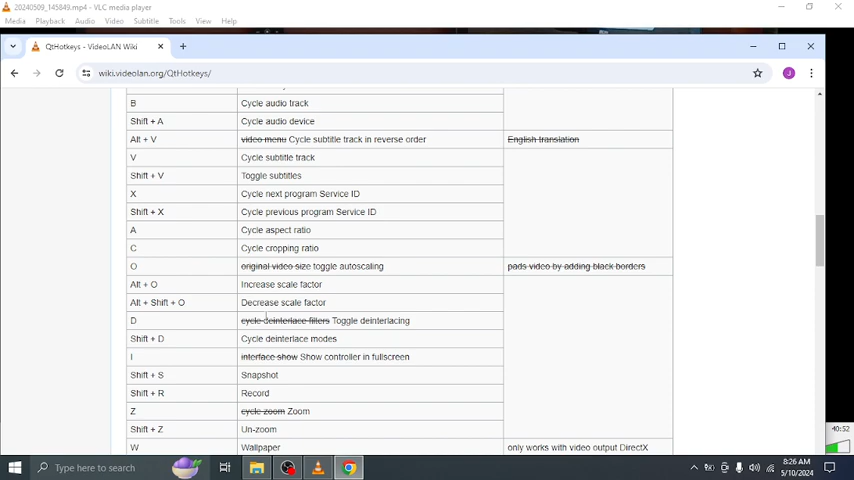 20240509_145849.mp4 - VLC media player
Media Playback Audio Video Subtitle Tools View Help
QtHotkeys - VideoLAN Wiki
wiki.videolan.org/QtHotkeys/
J
B Cycle audio track
Shift + A Cycle audio device
Alt + V video menu Cycle subtitle track in reverse order English translation
V Cycle subtitle track
Shift + V Toggle subtitles
X Cycle next program Service ID
Shift + X Cycle previous program Service ID
A Cycle aspect ratio
C Cycle cropping ratio
O original video size toggle autoscaling pads video by adding black borders
Alt + O Increase scale factor
Alt + Shift + O Decrease scale factor
D cycle deinterlace filters Toggle deinterlacing
Shift + D Cycle deinterlace modes
I interface show Show controller in fullscreen
Shift + S Snapshot
Shift + R Record
Z cycle zoom Zoom
Shift + Z Un-zoom
W Wallpaper only works with video output DirectX
40:52
Type here to search
8:26 AM
5/10/2024